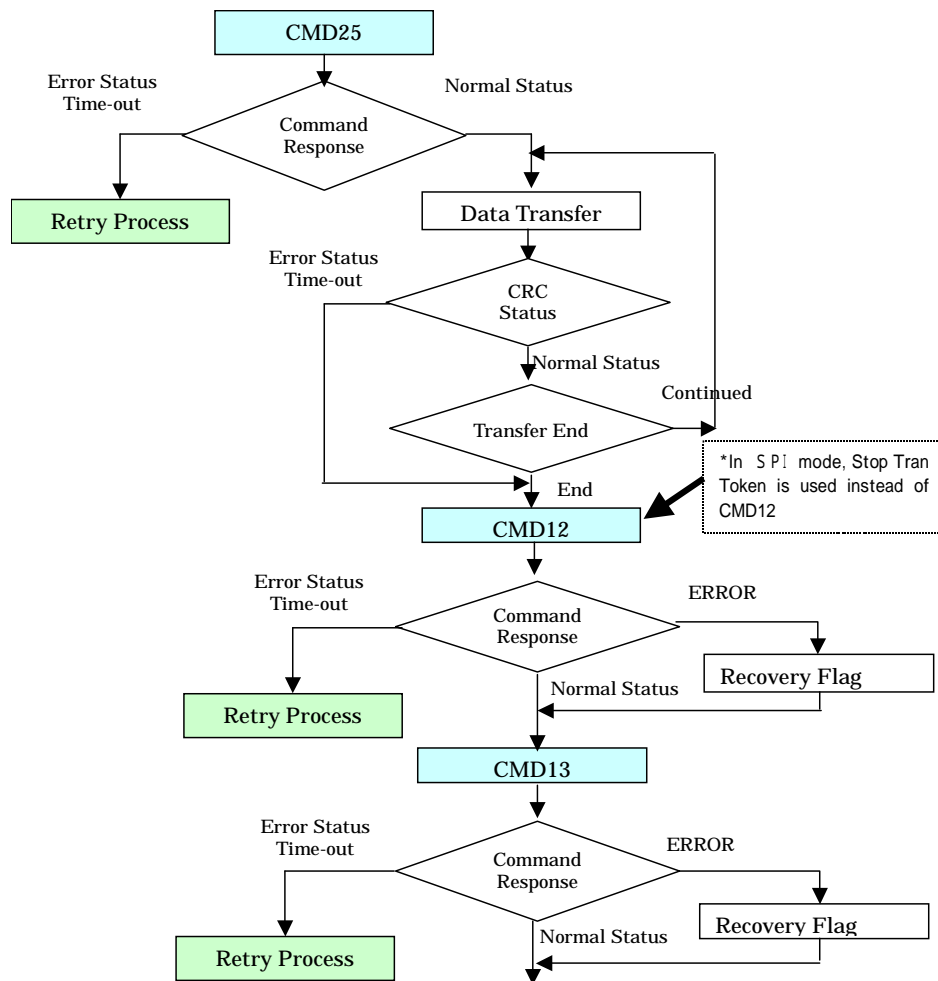 CMD25
Error Status
Time-out
Normal Status
Command
Response
Retry Process
Data Transfer
Error Status
Time-out
CRC
Status
Normal Status
Continued
Transfer End
*In SPI mode, Stop Tran
Token is used instead of
CMD12
End
CMD12
Error Status
Time-out
ERROR
Command
Response
Recovery Flag
Normal Status
Retry Process
CMD13
Error Status
Time-out
ERROR
Command
Response
Recovery Flag
Normal Status
Retry Process